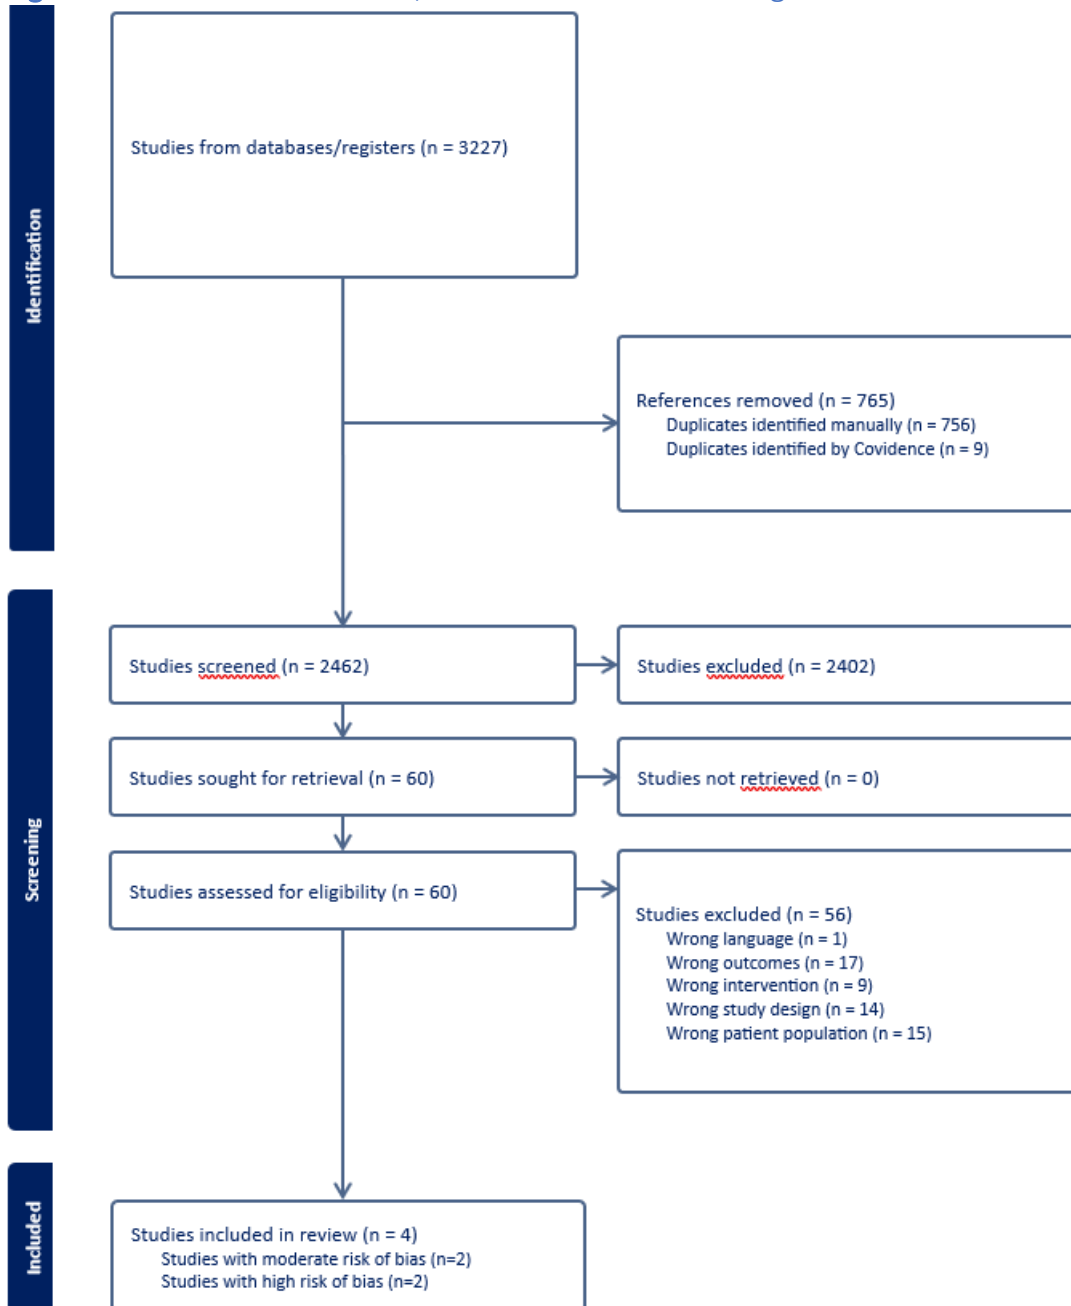 Identification
Studies from databases/registers (n = 3227)
References removed (n = 765)
Duplicates identified manually (n = 756)
Duplicates identified by Covidence (n = 9)
Screening
Studies screened (n = 2462)
Studies excluded (n = 2402)
Studies sought for retrieval (n = 60)
Studies not retrieved (n = 0)
Studies assessed for eligibility (n = 60)
Studies excluded (n = 56)
Wrong language (n = 1)
Wrong outcomes (n = 17)
Wrong intervention (n = 9)
Wrong study design (n = 14)
Wrong patient population (n = 15)
Included
Studies included in review (n = 4)
Studies with moderate risk of bias (n=2)
Studies with high risk of bias (n=2)